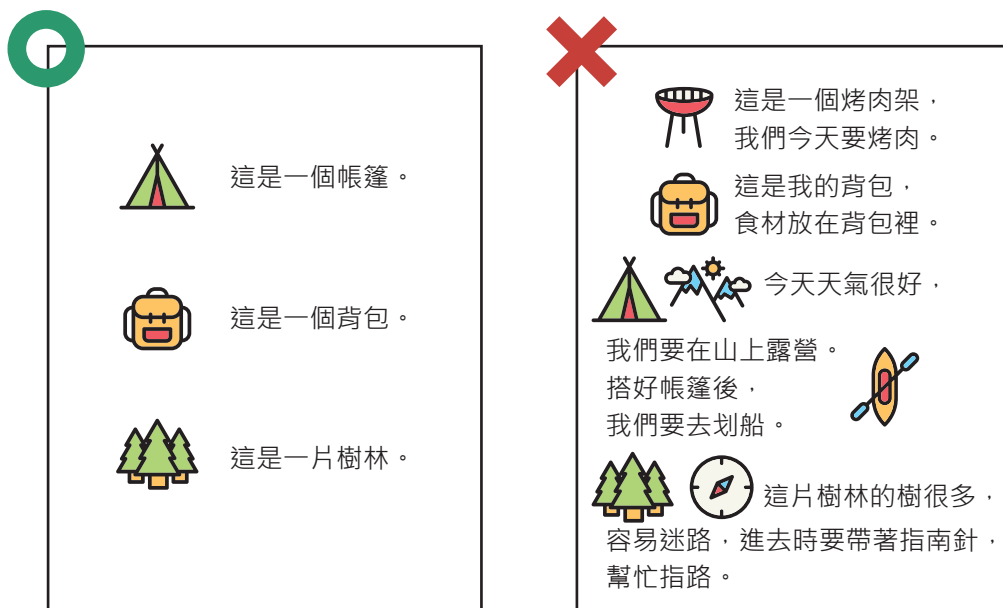 這是一個帳篷。
這是一個背包。
這是一片樹林。
這是一個烤肉架，
我們今天要烤肉。
這是我的背包，
食材放在背包裡。
今天天氣很好，
我們要在山上露營。
搭好帳篷後，
我們要去划船。
這片樹林的樹很多，
容易迷路，進去時要帶著指南針，
幫忙指路。